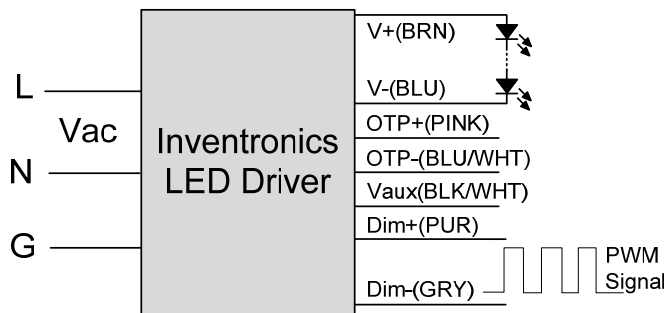 V+(BRN)
L
V-(BLU)
Vac
OTP+(PINK)
Inventronics
LED Driver
OTP-(BLU/WHT)
N
Vaux(BLK/WHT)
Dim+(PUR)
G
PWM
Signal
Dim-(GRY)